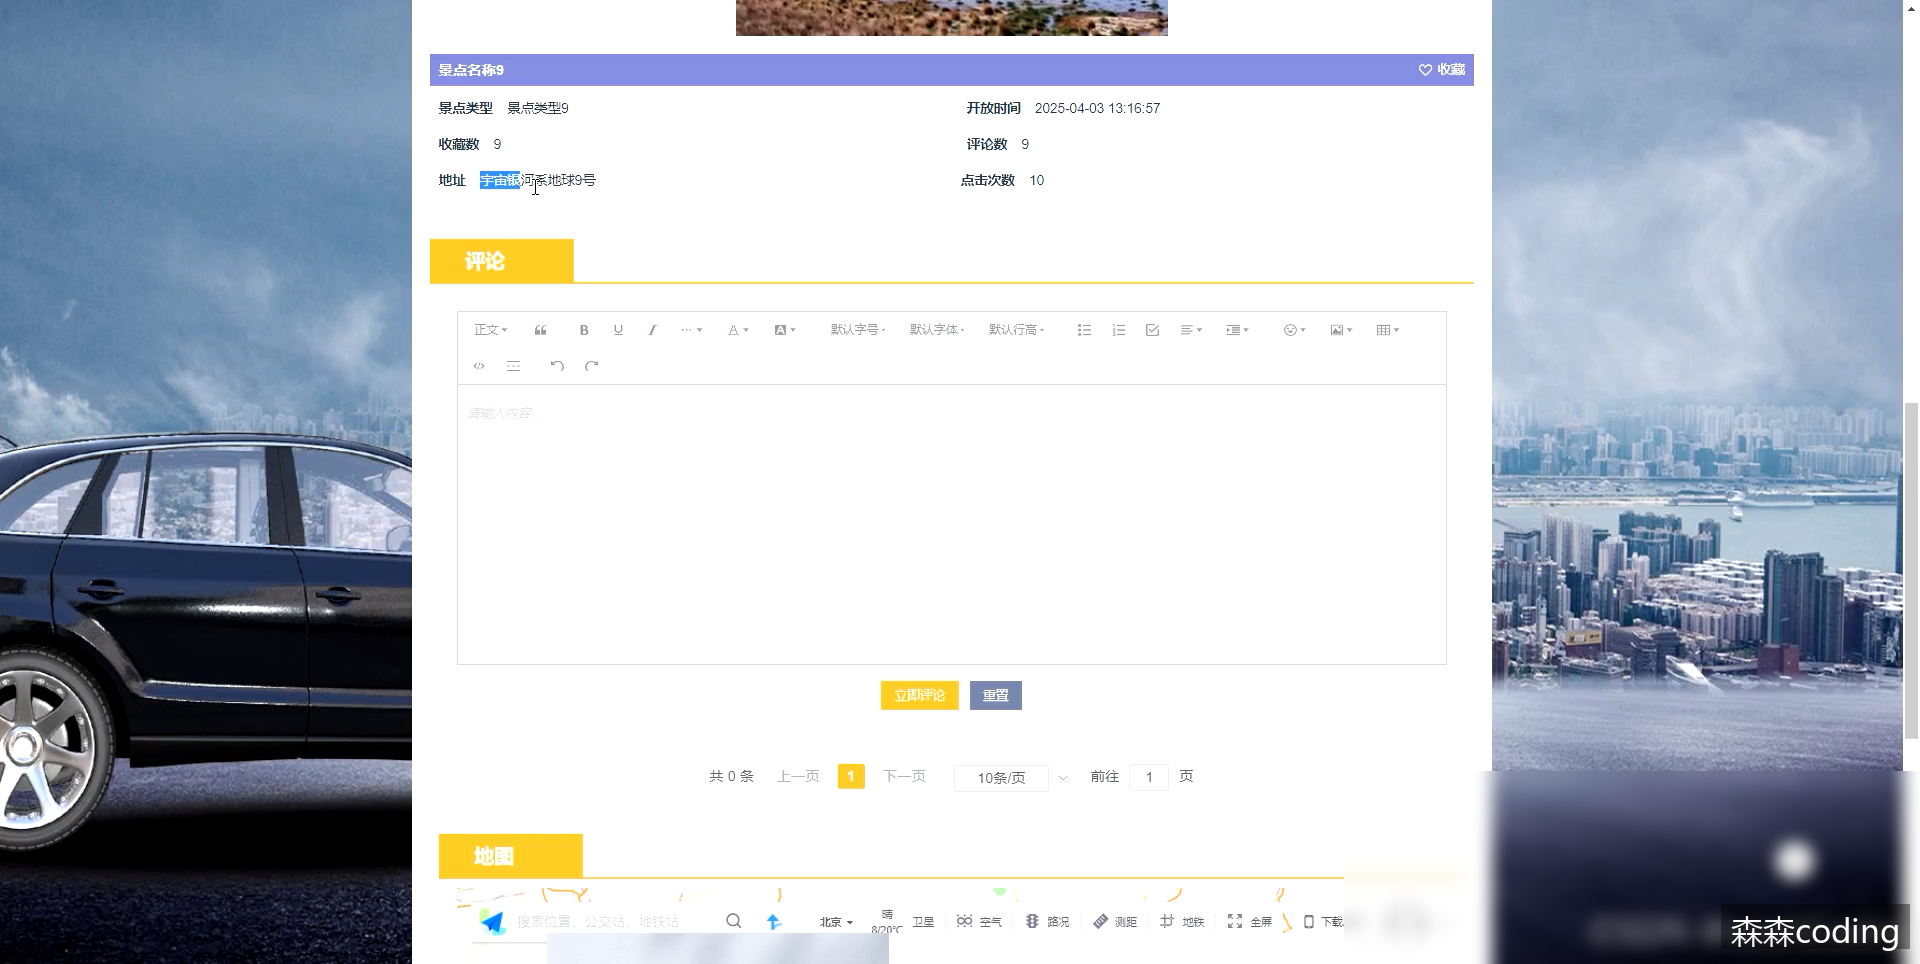 景点名称9
收藏
景点类型 景点类型9
开放时间 2025-04-03 13:16:57
收藏数 9
评论数 9
地址 宇宙银河系地球9号
点击次数 10
评论
正文
默认字号
默认字体
默认行高
请输入内容...
立即评论
重置
共 0 条 上一页 1 下一页 10条/页 前往 1 页
地图
搜索位置、公交站、地铁站
北京
晴
8/20℃
卫星
空气
路况
测距
地铁
全屏
下载
森森coding